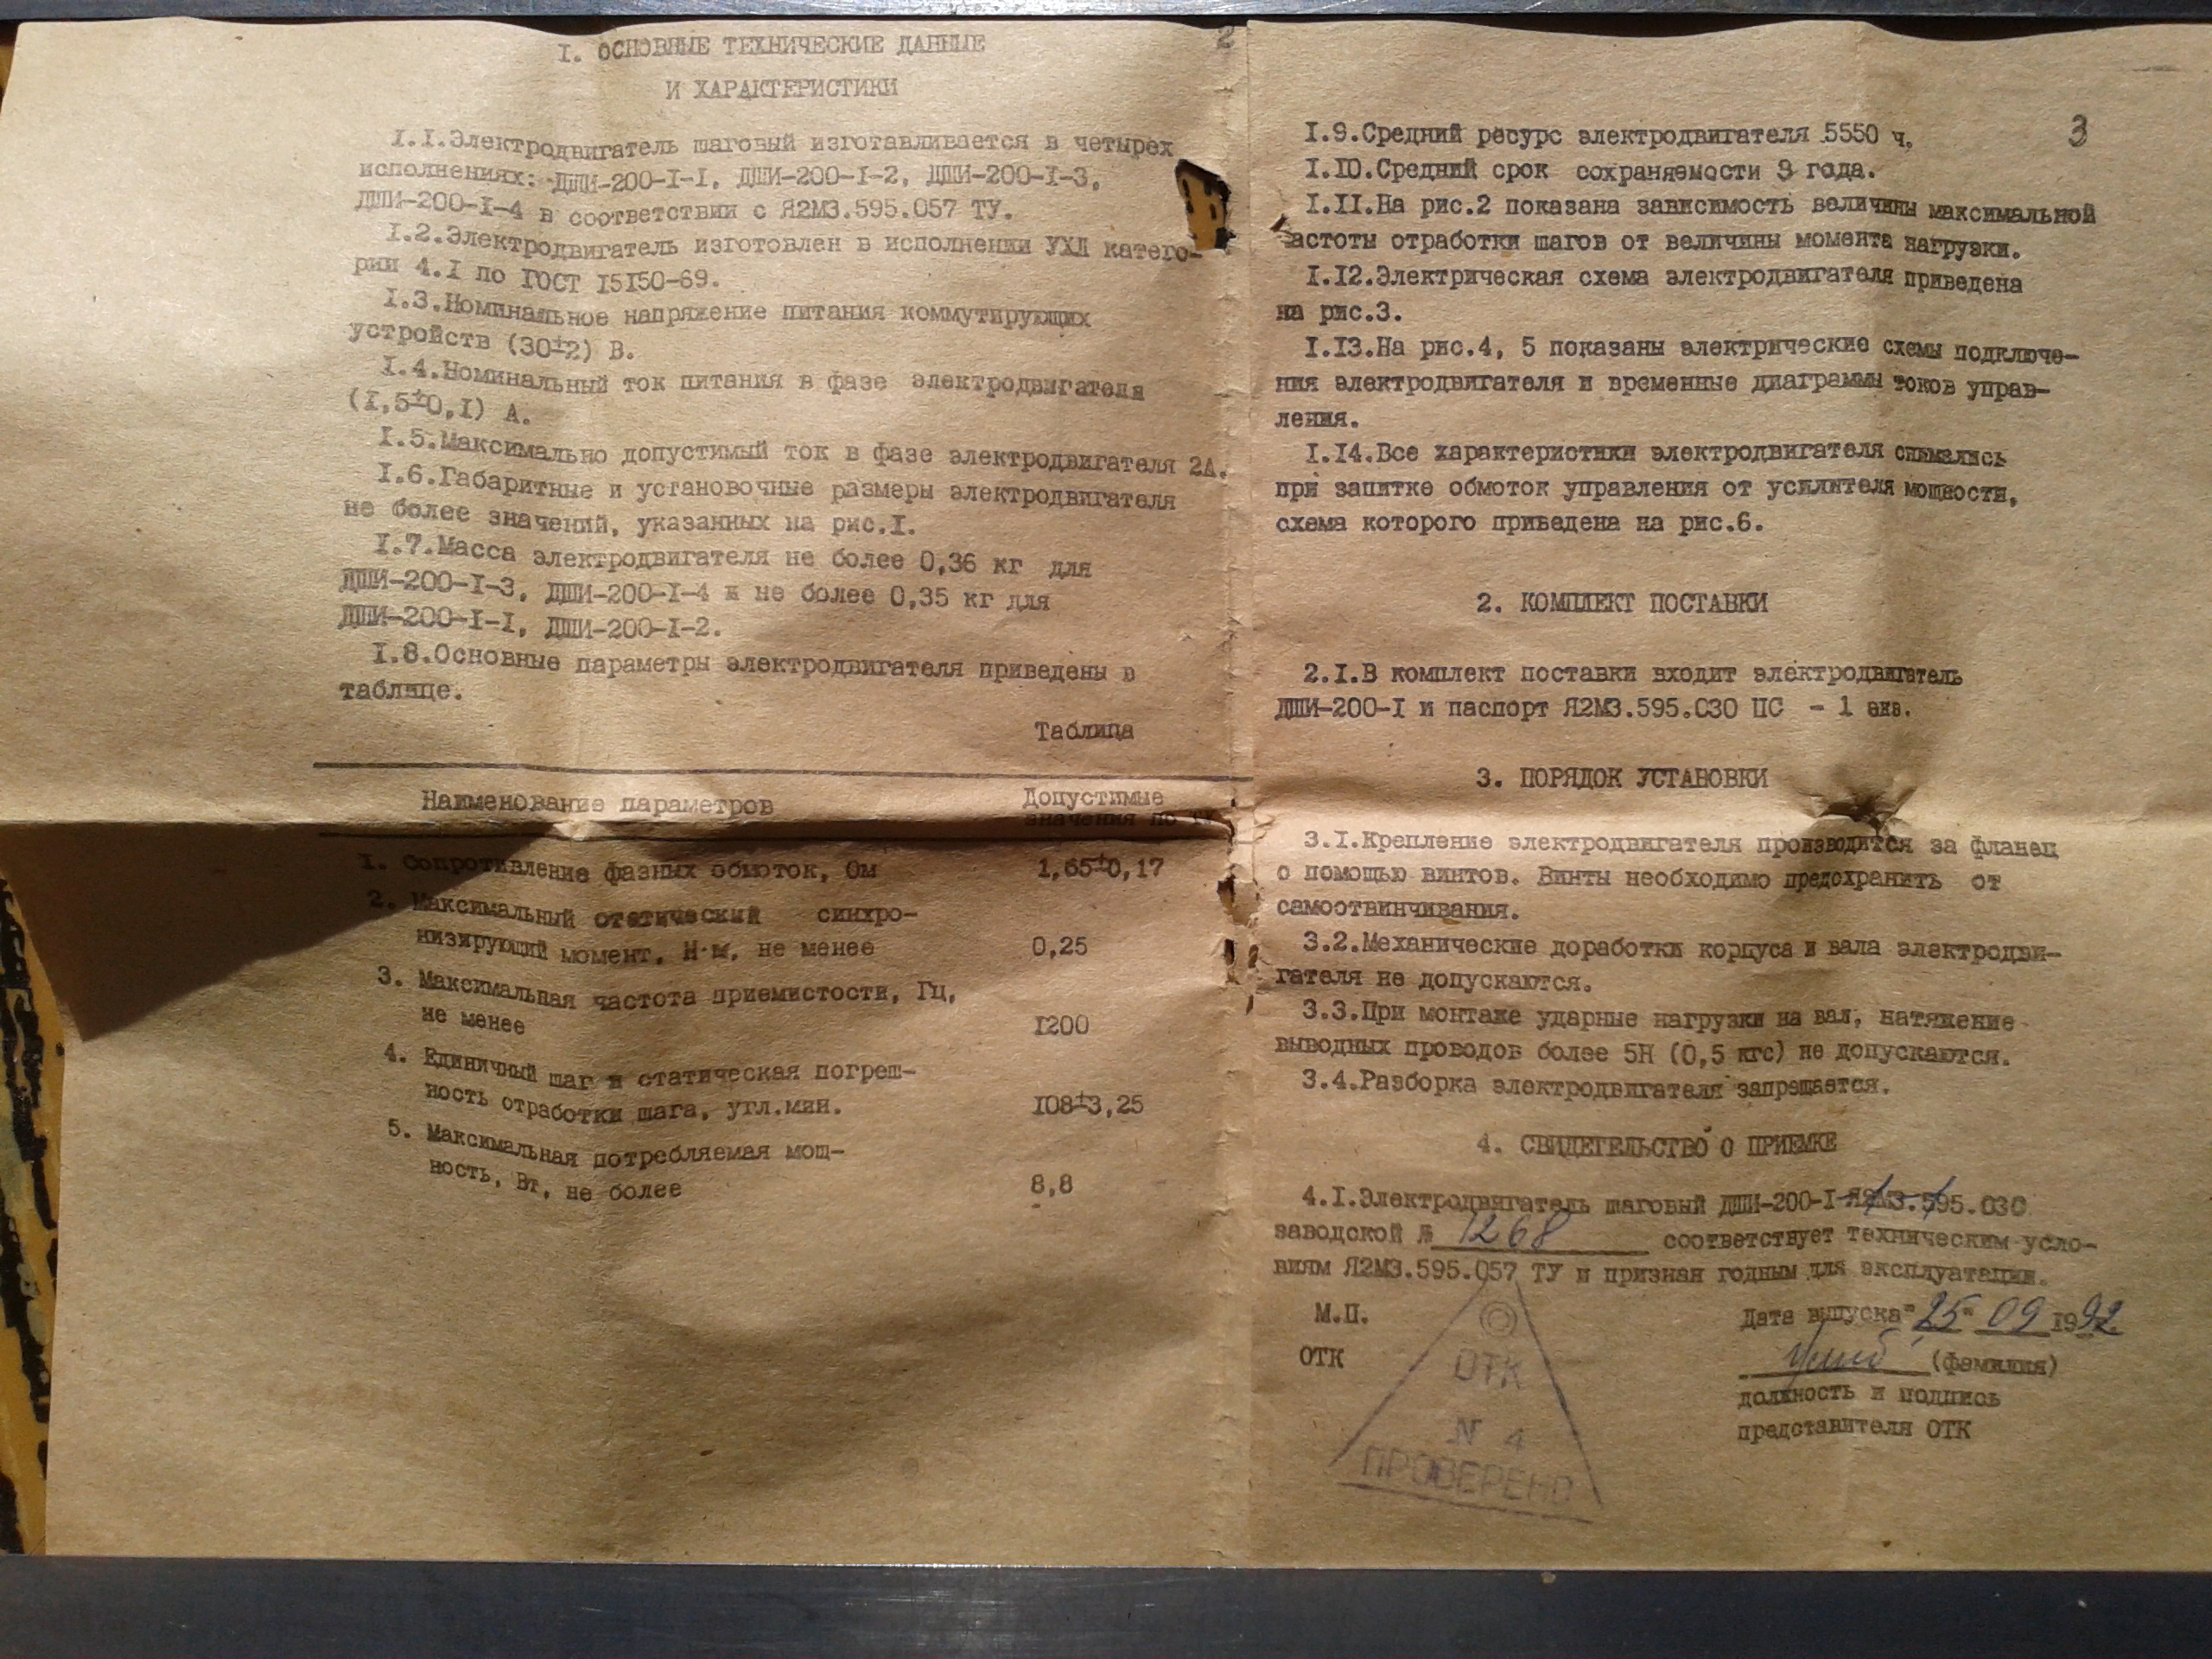 2
I. ОСНОВНЫЕ ТЕХНИЧЕСКИЕ ДАННЫЕ
И ХАРАКТЕРИСТИКИ
I.I.Электродвигатель шаговый изготавливается в четырех
исполнениях: ДШИ-200-I-I, ДШИ-200-I-2, ДШИ-200-I-3,
ДШИ-200-I-4 в соответствии с Я2М3.595.057 ТУ.
I.2.Электродвигатель изготовлен в исполнении УХЛ катего-
рии 4.I по ГОСТ I5I50-69.
I.3.Номинальное напряжение питания коммутирующих
устройств (30±2) В.
I.4.Номинальный ток питания в фазе электродвигателя
(I,5±0,I) А.
I.5.Максимально допустимый ток в фазе электродвигателя 2А.
I.6.Габаритные и установочные размеры электродвигателя
не более значений, указанных на рис.I.
I.7.Масса электродвигателя не более 0,36 кг для
ДШИ-200-I-3, ДШИ-200-I-4 и не более 0,35 кг для
ДШИ-200-I-I, ДШИ-200-I-2.
I.8.Основные параметры электродвигателя приведены в
таблице.
Таблица
Наименование параметров
Допустимые
значения по
I. Сопротивление фазных обмоток, Ом 1,65±0,17
2. Максимальный статический синхро-
низирующий момент, Н·м, не менее 0,25
3. Максимальная частота приемистости, Гц,
не менее I200
4. Единичный шаг и статическая погреш-
ность отработки шага, угл.мин. I08±3,25
5. Максимальная потребляемая мощ-
ность, Вт, не более 8,8
3
I.9.Средний ресурс электродвигателя 5550 ч.
I.I0.Средний срок сохраняемости 9 года.
I.II.На рис.2 показана зависимость величины максимальной
астоты отработки шагов от величины момента нагрузки.
I.I2.Электрическая схема электродвигателя приведена
на рис.3.
I.I3.На рис.4, 5 показаны электрические схемы подключе-
ния электродвигателя и временные диаграммы токов управ-
ления.
I.I4.Все характеристики электродвигателя снимались
при запитке обмоток управления от усилителя мощности,
схема которого приведена на рис.6.
2. КОМПЛЕКТ ПОСТАВКИ
2.I.В комплект поставки входит электродвигатель
ДШИ-200-I и паспорт Я2М3.595.030 ПС - 1 экз.
3. ПОРЯДОК УСТАНОВКИ
3.I.Крепление электродвигателя производится за фланец
с помощью винтов. Винты необходимо предохранить от
самоотвинчивания.
3.2.Механические доработки корпуса и вала электродви-
гателя не допускаются.
3.3.При монтаже ударные нагрузки на вал, натяжение
выводных проводов более 5Н (0,5 кгс) не допускаются.
3.4.Разборка электродвигателя запрещается.
4. СВИДЕТЕЛЬСТВО О ПРИЕМКЕ
4.I.Электродвигатель шаговый ДШИ-200-I-Я2М3.595.030
заводской № 1268 соответствует техническим усло-
виям Я2М3.595.057 ТУ и признан годным для эксплуатации.
М.П.
ОТК
ОТК
N 4
ПРОВЕРЕНО
Дата выпуска "25" 09 1992
(фамилия)
должность и подпись
представителя ОТК